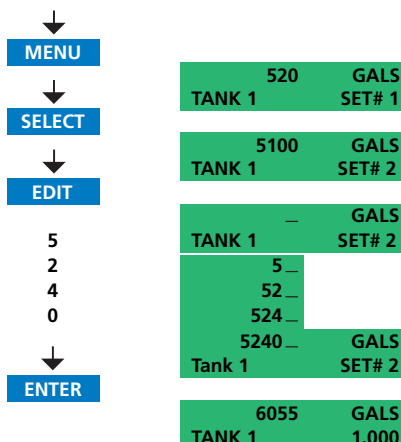 MENU
520 GALS
TANK 1 SET# 1
SELECT
5100 GALS
TANK 1 SET# 2
EDIT
_ GALS
5 TANK 1 SET# 2
2 5_
4 52_
0 524_
5240_ GALS
Tank 1 SET# 2
ENTER
6055 GALS
TANK 1 1.000